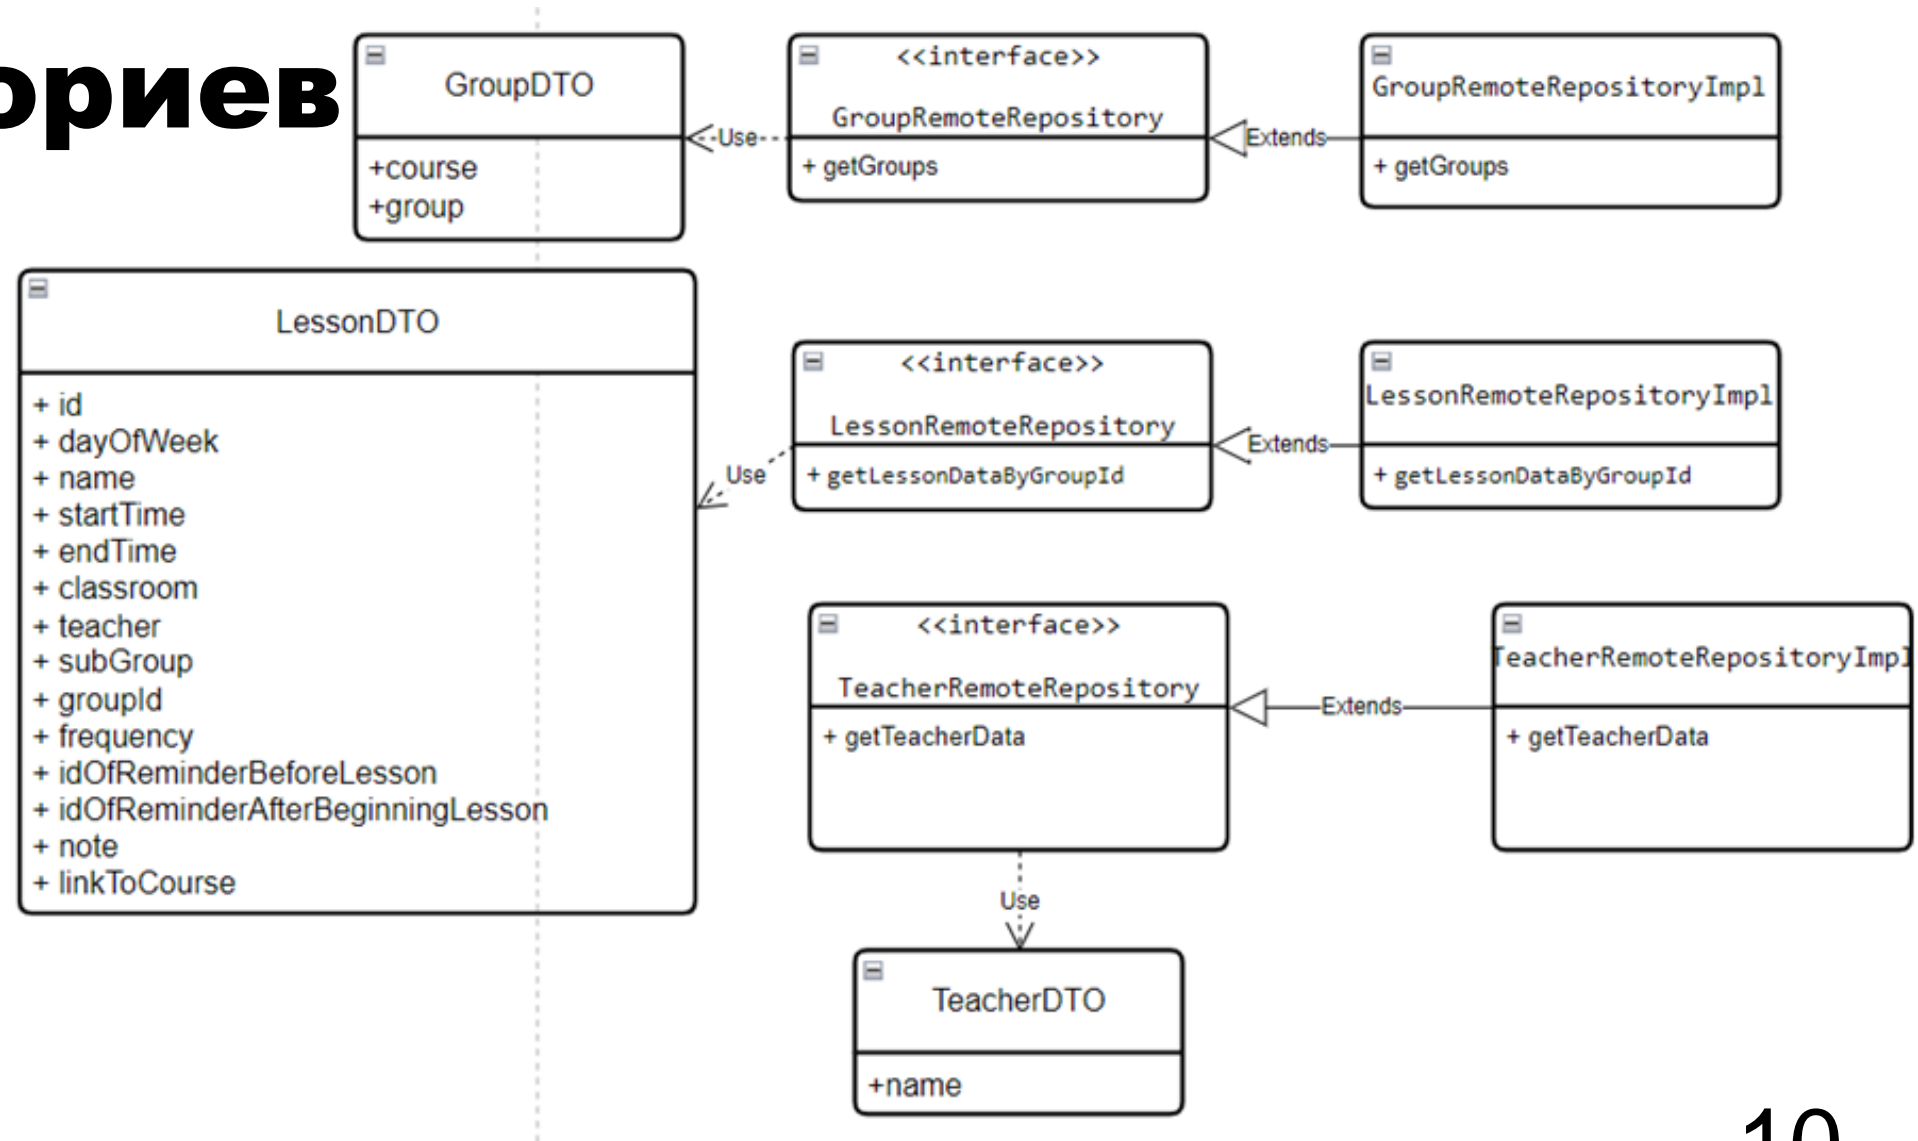 ориев
GroupDTO
+course
+group
<<interface>>
GroupRemoteRepository
+ getGroups
Use
Extends
GroupRemoteRepositoryImpl
+ getGroups
LessonDTO
+ id
+ dayOfWeek
+ name
+ startTime
+ endTime
+ classroom
+ teacher
+ subGroup
+ groupId
+ frequency
+ idOfReminderBeforeLesson
+ idOfReminderAfterBeginningLesson
+ note
+ linkToCourse
Use
<<interface>>
LessonRemoteRepository
+ getLessonDataByGroupId
Extends
LessonRemoteRepositoryImpl
+ getLessonDataByGroupId
<<interface>>
TeacherRemoteRepository
+ getTeacherData
Extends
TeacherRemoteRepositoryImpl
+ getTeacherData
Use
TeacherDTO
+name
10